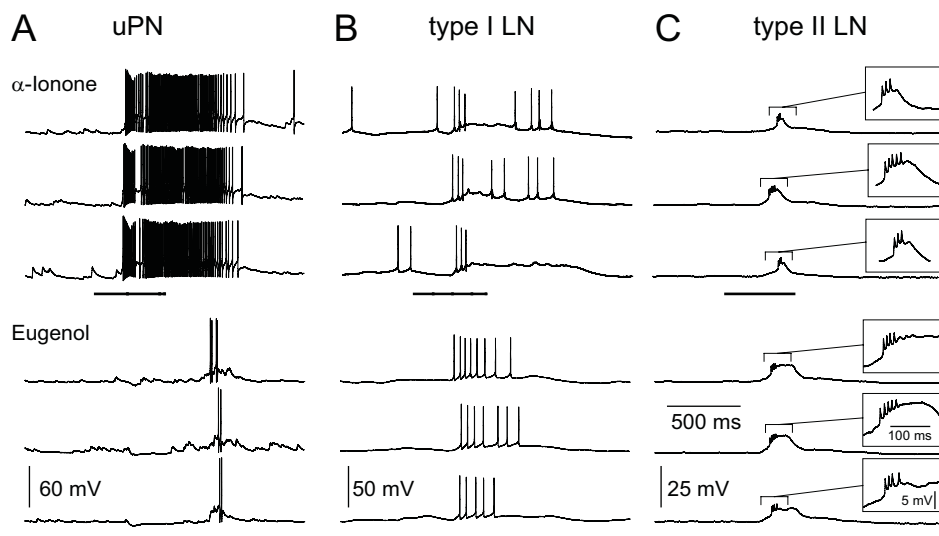 A uPN
B type I LN
C type II LN
α-Ionone
Eugenol
500 ms
100 ms
60 mV
50 mV
25 mV
5 mV